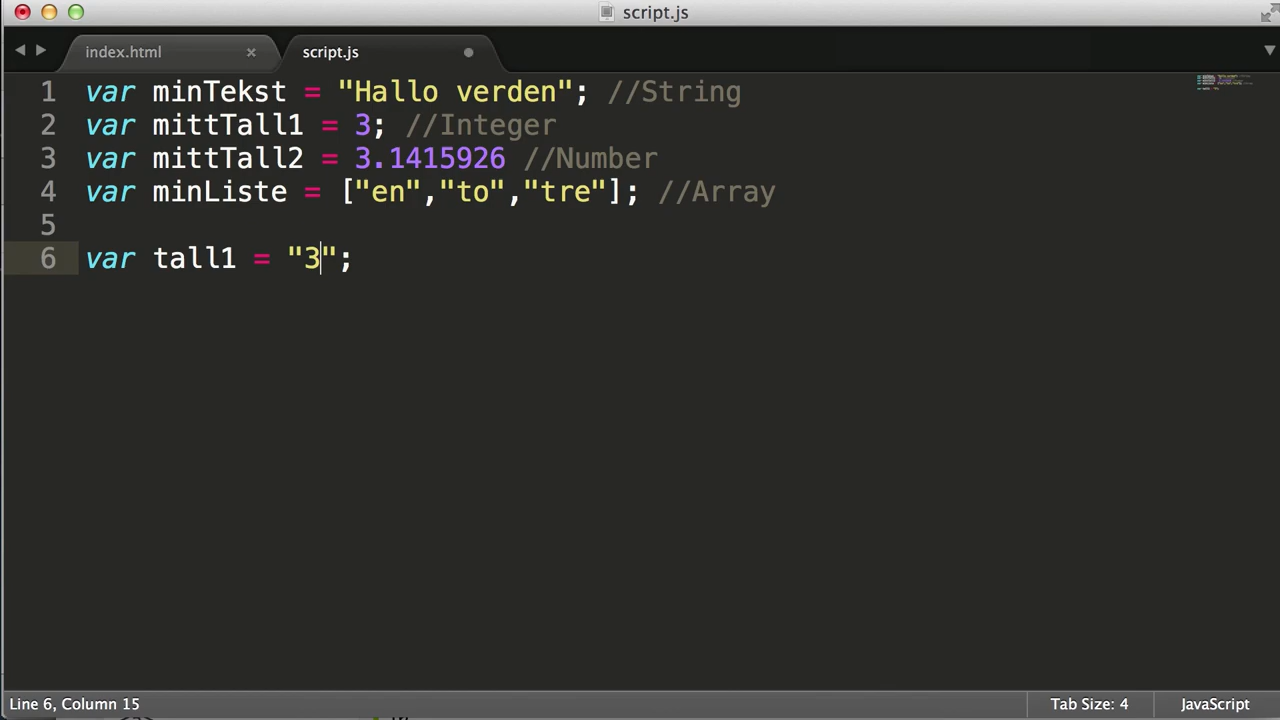 script.js
index.html × script.js
1 var minTekst = "Hallo verden"; //String
2 var mittTall1 = 3; //Integer
3 var mittTall2 = 3.1415926 //Number
4 var minListe = ["en","to","tre"]; //Array
5
6 var tall1 = "3";
Line 6, Column 15 Tab Size: 4 JavaScript